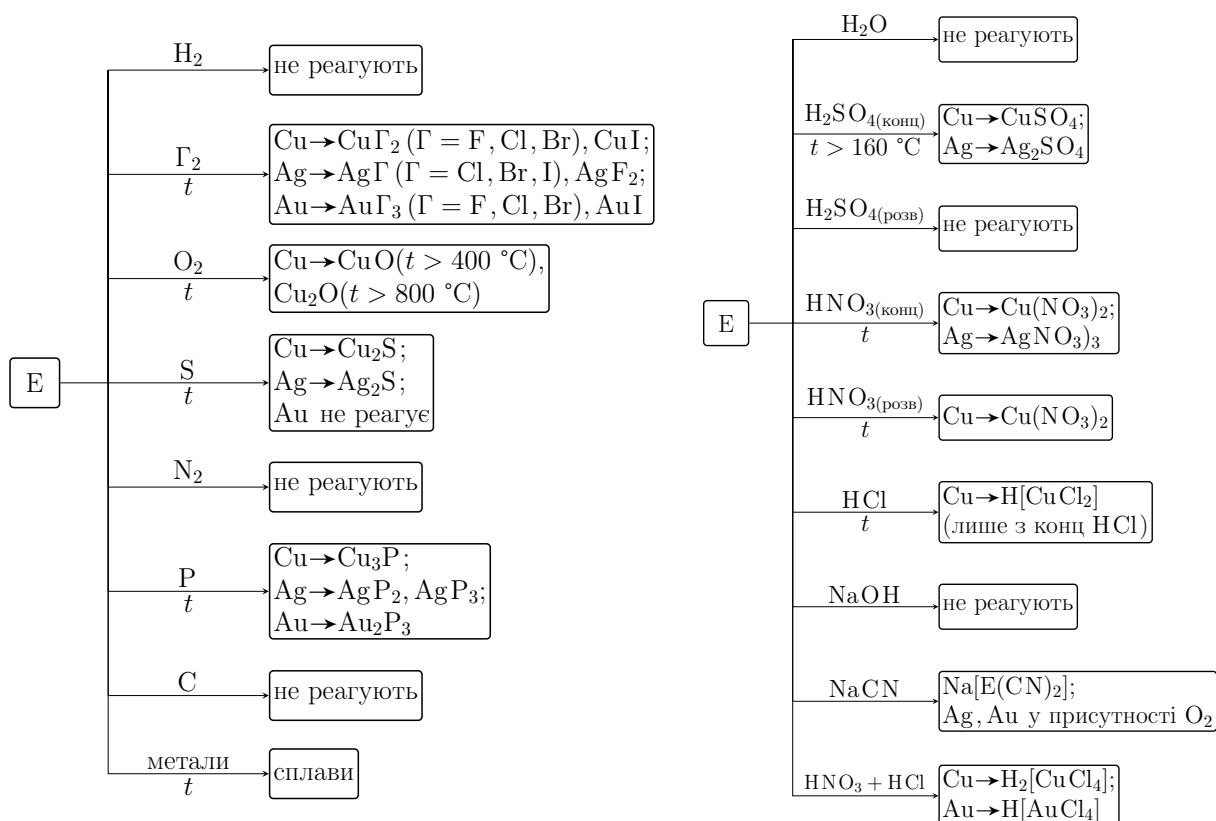 E
H₂
не реагують
Γ₂
t
Cu→CuΓ₂ (Γ = F, Cl, Br), CuI;
Ag→AgΓ (Γ = Cl, Br, I), AgF₂;
Au→AuΓ₃ (Γ = F, Cl, Br), AuI
O₂
t
Cu→CuO(t > 400 °C),
Cu₂O(t > 800 °C)
S
t
Cu→Cu₂S;
Ag→Ag₂S;
Au не реагує
N₂
не реагують
P
t
Cu→Cu₃P;
Ag→AgP₂, AgP₃;
Au→Au₂P₃
C
не реагують
метали
t
сплави
E
H₂O
не реагують
H₂SO₄(конц)
t > 160 °C
Cu→CuSO₄;
Ag→Ag₂SO₄
H₂SO₄(розв)
не реагують
HNO₃(конц)
t
Cu→Cu(NO₃)₂;
Ag→AgNO₃)₃
HNO₃(розв)
t
Cu→Cu(NO₃)₂
HCl
t
Cu→H[CuCl₂]
(лише з конц HCl)
NaOH
не реагують
NaCN
Na[E(CN)₂];
Ag, Au у присутності O₂
HNO₃ + HCl
Cu→H₂[CuCl₄];
Au→H[AuCl₄]